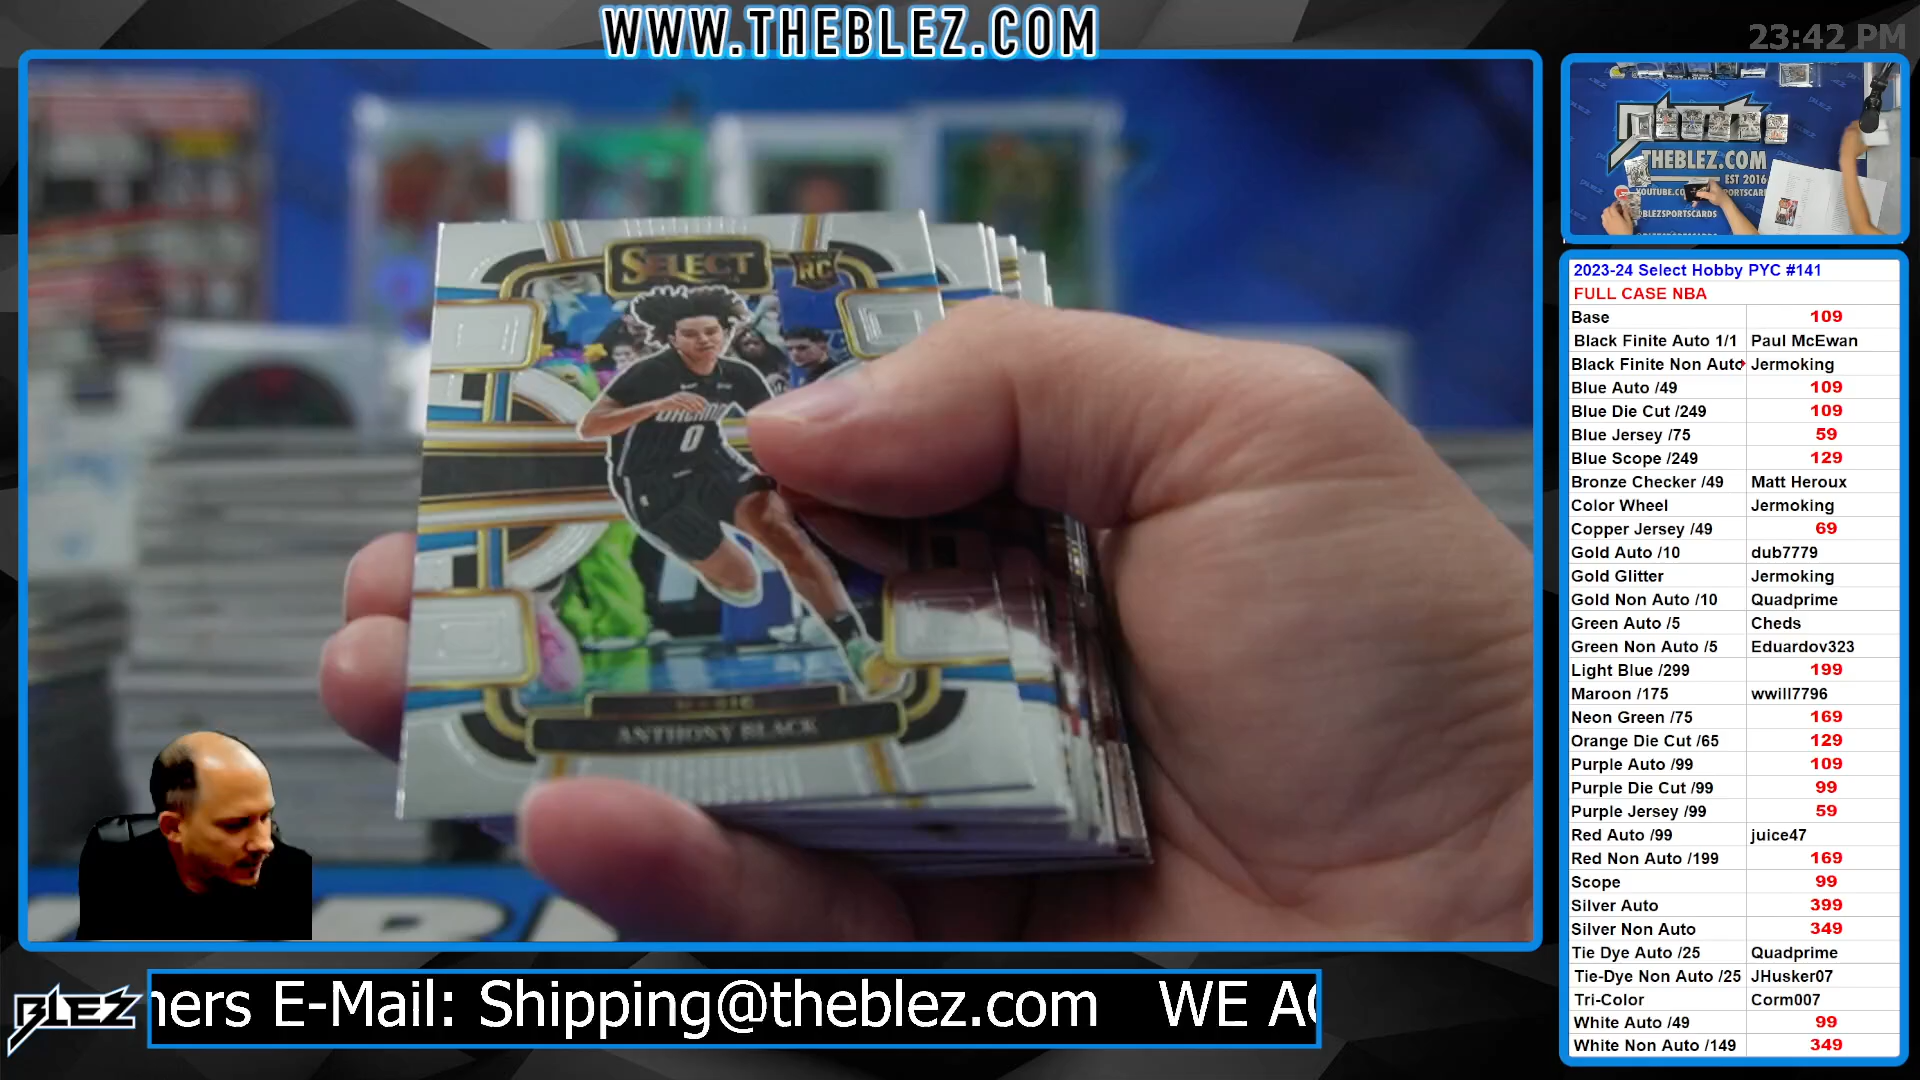 WWW.THEBLEZ.COM
23:42 PM
SELECT
RC
ORLANDO
0
MAGIC
ANTHONY BLACK
THEBLEZ.COM
EST 2016
@BLEZSPORTSCARDS
2023-24 Select Hobby PYC #141
FULL CASE NBA
Base 109
Black Finite Auto 1/1 Paul McEwan
Black Finite Non Auto Jermoking
Blue Auto /49 109
Blue Die Cut /249 109
Blue Jersey /75 59
Blue Scope /249 129
Bronze Checker /49 Matt Heroux
Color Wheel Jermoking
Copper Jersey /49 69
Gold Auto /10 dub7779
Gold Glitter Jermoking
Gold Non Auto /10 Quadprime
Green Auto /5 Cheds
Green Non Auto /5 Eduardov323
Light Blue /299 199
Maroon /175 wwill7796
Neon Green /75 169
Orange Die Cut /65 129
Purple Auto /99 109
Purple Die Cut /99 99
Purple Jersey /99 59
Red Auto /99 juice47
Red Non Auto /199 169
Scope 99
Silver Auto 399
Silver Non Auto 349
Tie Dye Auto /25 Quadprime
Tie-Dye Non Auto /25 JHusker07
Tri-Color Corm007
White Auto /49 99
White Non Auto /149 349
BLEZ
ners E-Mail: Shipping@theblez.com WE AC